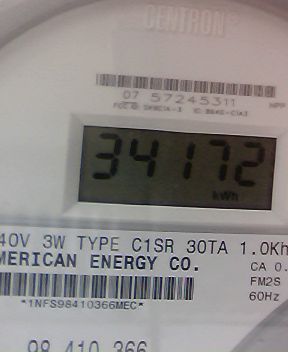 CENTRON®
07 57245311
NPP
34172
kWh
40V 3W TYPE C1SR 30TA 1.0Kh
MERICAN ENERGY CO.
CA 0.
FM2S
*1NFS98410366MEC*
60Hz
98 410 366